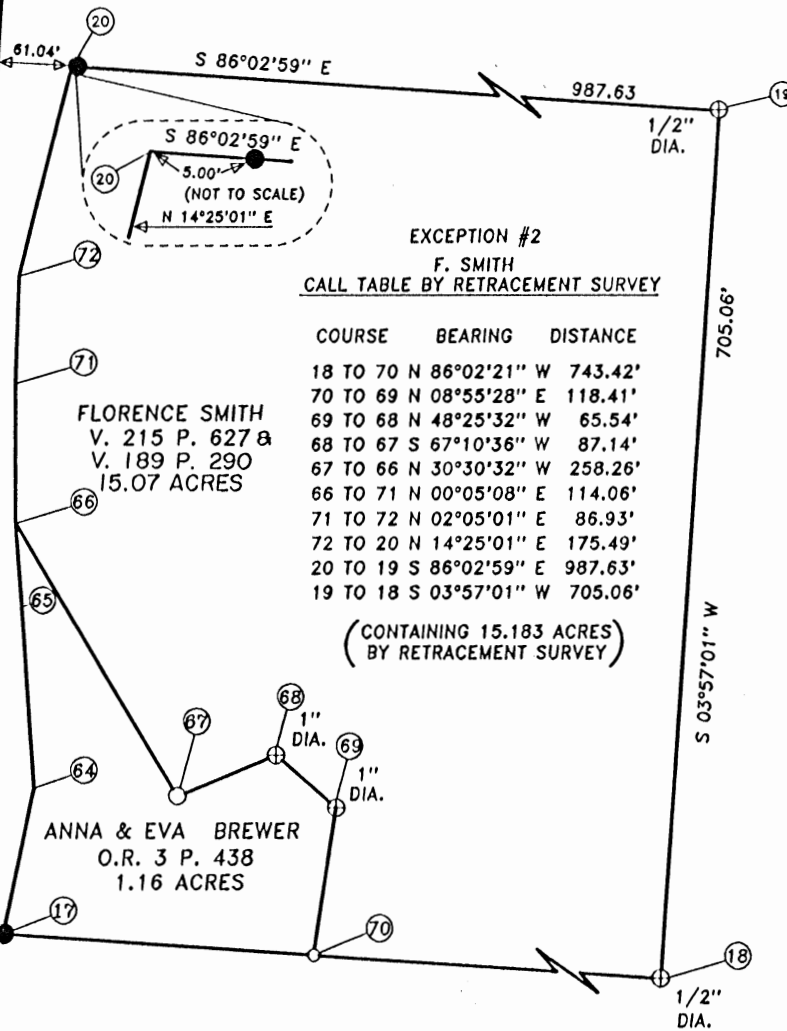 20
61.04'
S 86°02'59" E
987.63
19
1/2"
DIA.
S 86°02'59" E
20
5.00'
(NOT TO SCALE)
N 14°25'01" E
72
EXCEPTION #2
F. SMITH
CALL TABLE BY RETRACEMENT SURVEY
COURSE BEARING DISTANCE
18 TO 70 N 86°02'21" W 743.42'
70 TO 69 N 08°55'28" E 118.41'
69 TO 68 N 48°25'32" W 65.54'
68 TO 67 S 67°10'36" W 87.14'
67 TO 66 N 30°30'32" W 258.26'
66 TO 71 N 00°05'08" E 114.06'
71 TO 72 N 02°05'01" E 86.93'
72 TO 20 N 14°25'01" E 175.49'
20 TO 19 S 86°02'59" E 987.63'
19 TO 18 S 03°57'01" W 705.06'
(CONTAINING 15.183 ACRES
BY RETRACEMENT SURVEY)
705.06'
S 03°57'01" W
71
FLORENCE SMITH
V. 215 P. 627 &
V. 189 P. 290
15.07 ACRES
66
65
67
68
1"
DIA.
69
1"
DIA.
64
ANNA & EVA BREWER
O.R. 3 P. 438
1.16 ACRES
17
70
18
1/2"
DIA.